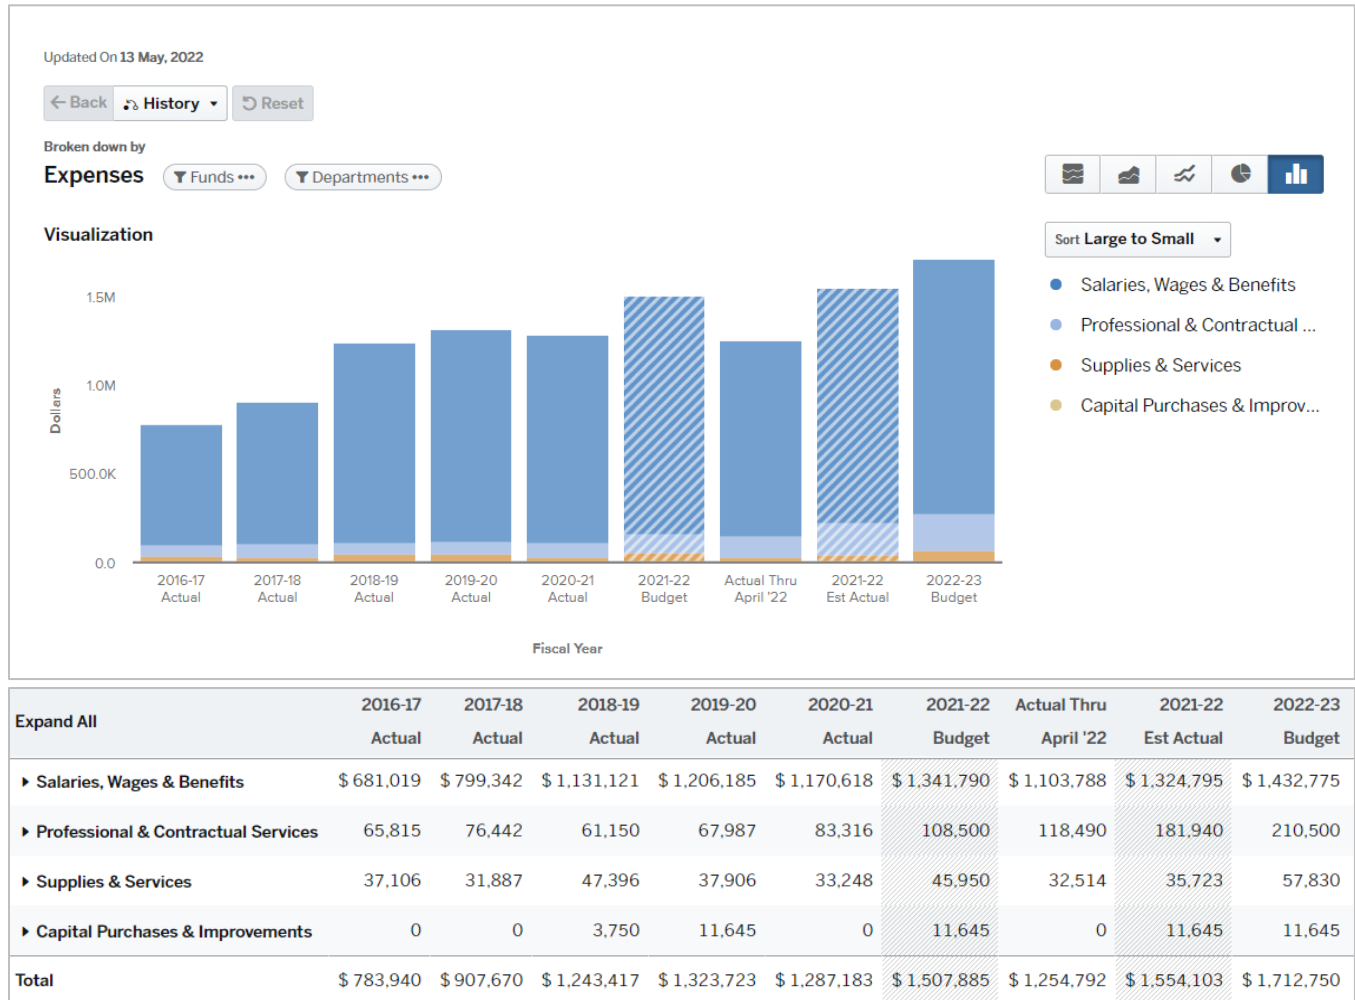 Updated On 13 May, 2022
Back History Reset
Broken down by
Expenses Funds ••• Departments •••
Visualization
Sort Large to Small
Salaries, Wages & Benefits
Professional & Contractual ...
Supplies & Services
Capital Purchases & Improv...
Dollars
1.5M
1.0M
500.0K
0.0
2016-17 2017-18 2018-19 2019-20 2020-21 2021-22 Actual Thru 2021-22 2022-23
Actual Actual Actual Actual Actual Budget April '22 Est Actual Budget
Fiscal Year
Expand All
2016-17 2017-18 2018-19 2019-20 2020-21 2021-22 Actual Thru 2021-22 2022-23
Actual Actual Actual Actual Actual Budget April '22 Est Actual Budget
Salaries, Wages & Benefits $ 681,019 $ 799,342 $ 1,131,121 $ 1,206,185 $ 1,170,618 $ 1,341,790 $ 1,103,788 $ 1,324,795 $ 1,432,775
Professional & Contractual Services 65,815 76,442 61,150 67,987 83,316 108,500 118,490 181,940 210,500
Supplies & Services 37,106 31,887 47,396 37,906 33,248 45,950 32,514 35,723 57,830
Capital Purchases & Improvements 0 0 3,750 11,645 0 11,645 0 11,645 11,645
Total $ 783,940 $ 907,670 $ 1,243,417 $ 1,323,723 $ 1,287,183 $ 1,507,885 $ 1,254,792 $ 1,554,103 $ 1,712,750